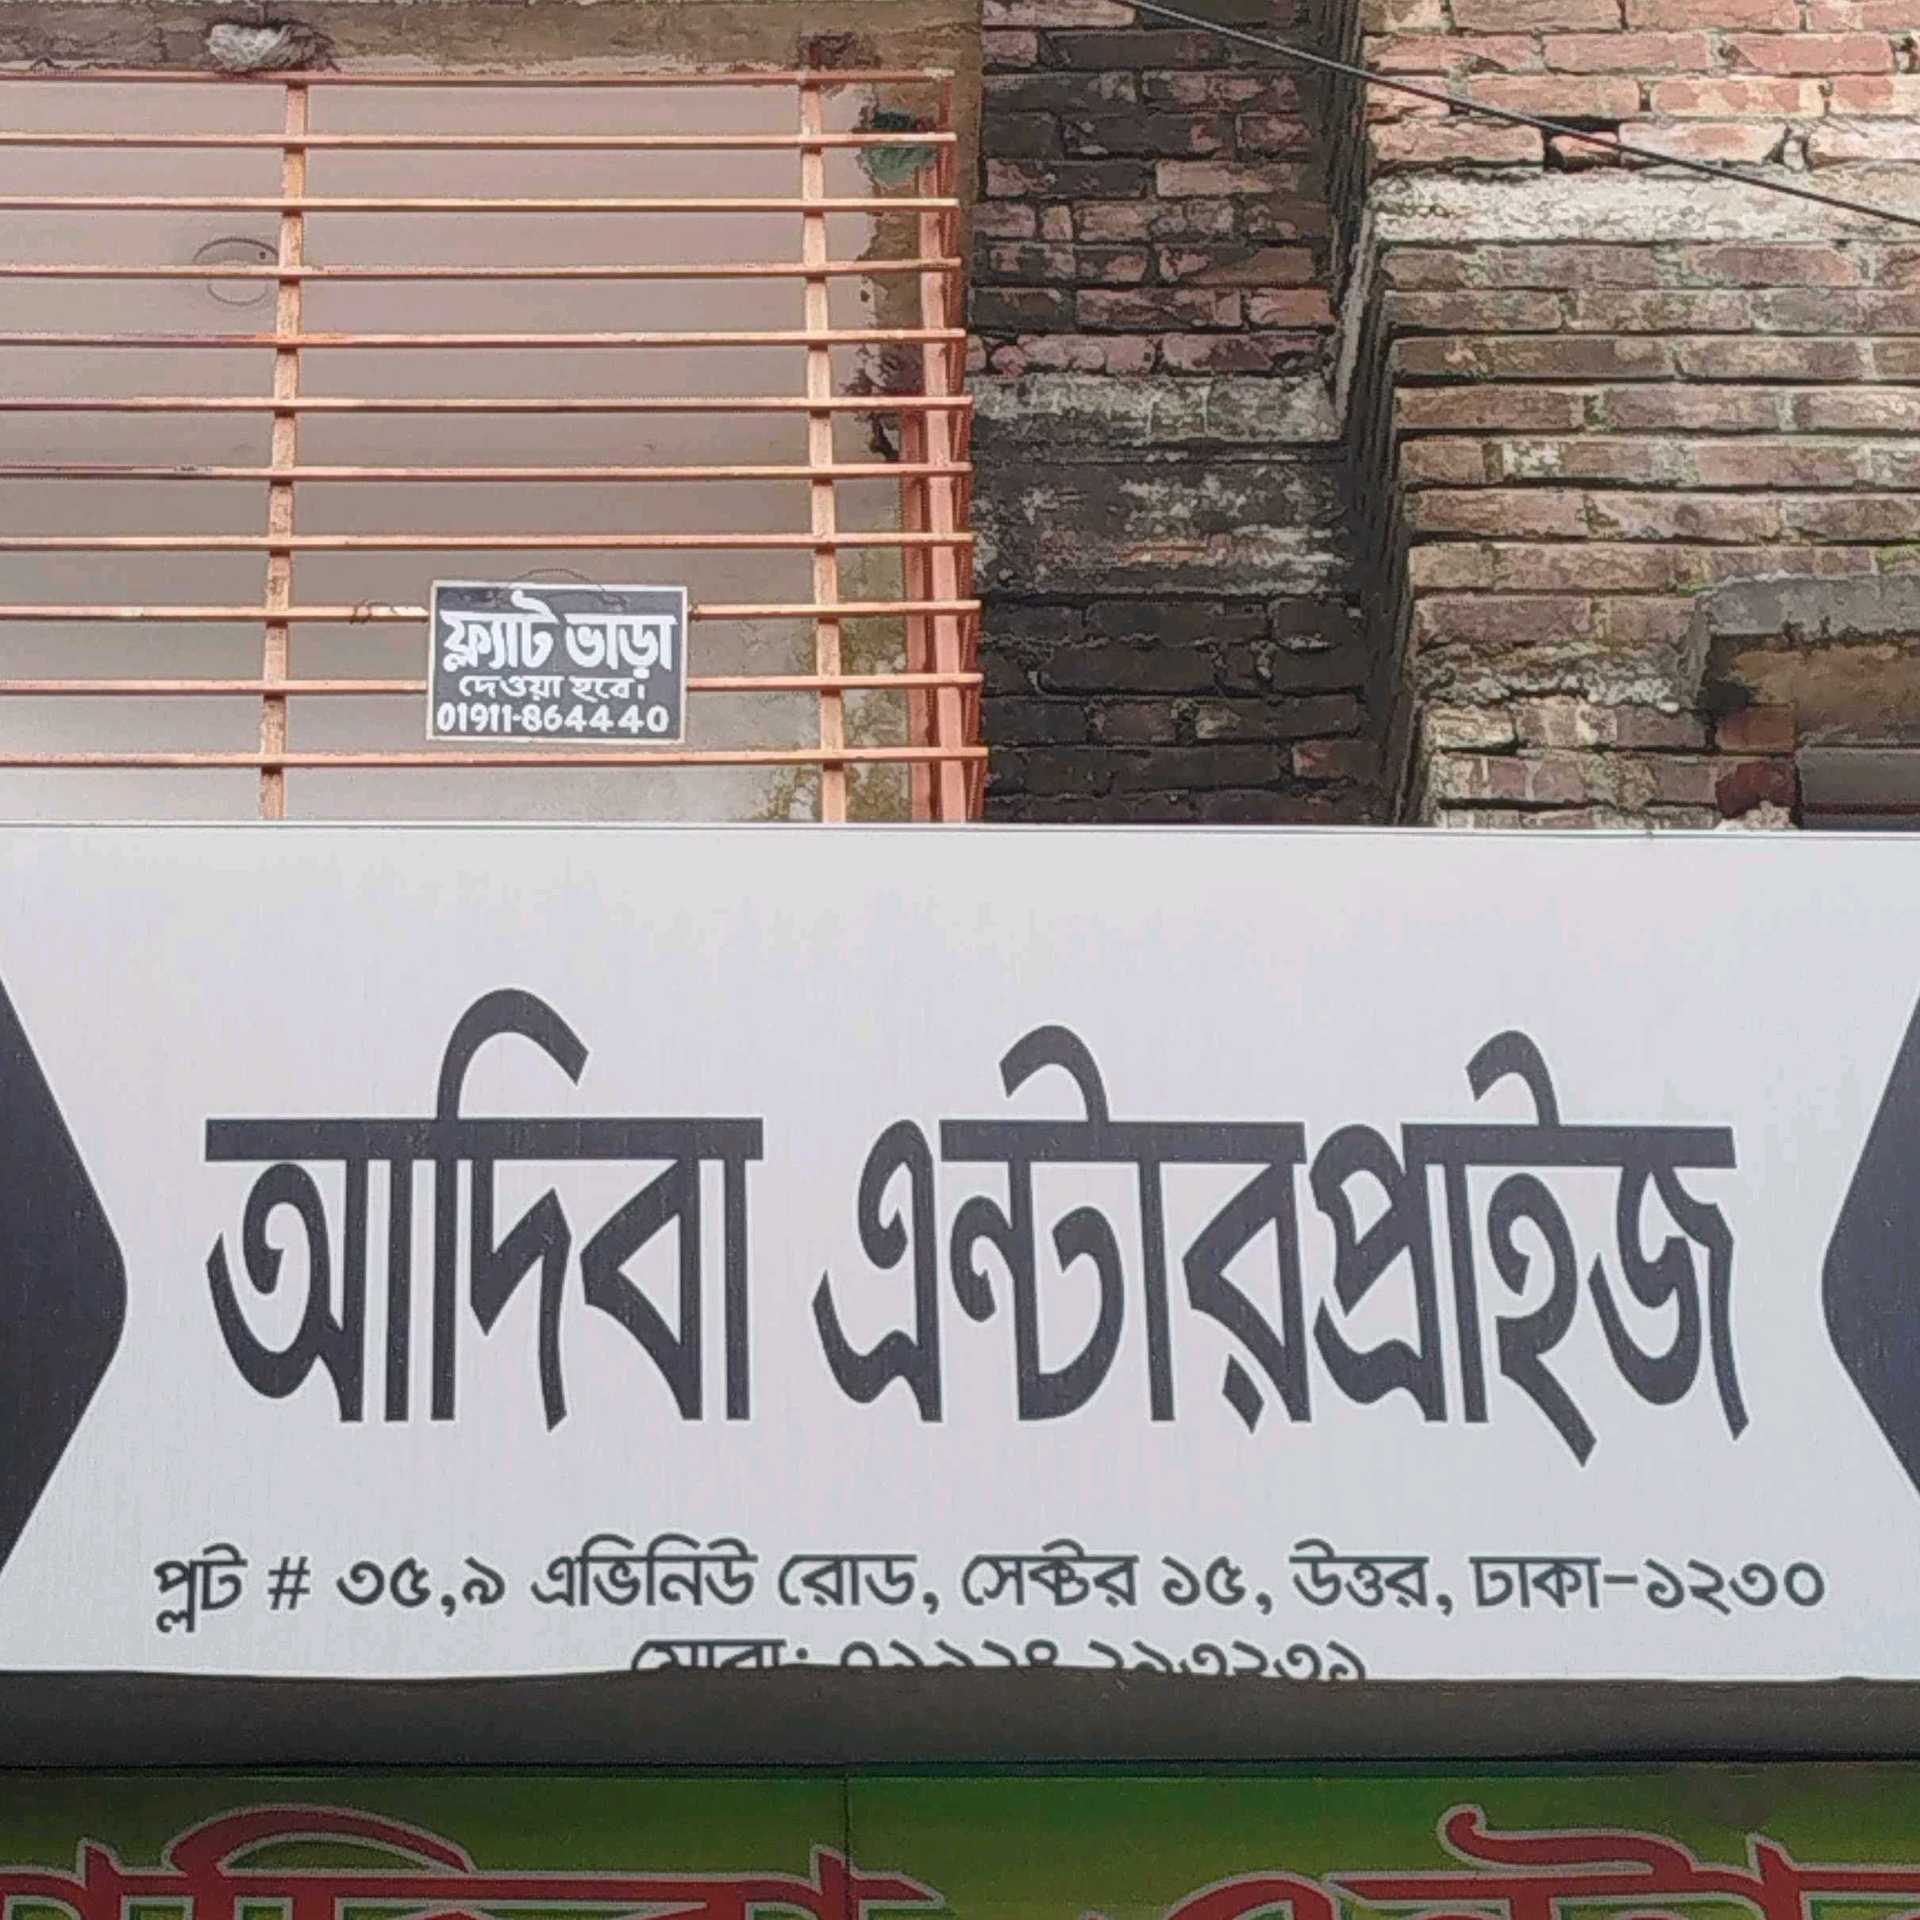 ফ্ল্যাট ভাড়া
দেওয়া হবে।
01911-864440
আদিবা এন্টারপ্রাইজ
প্লট # ৩৫,৯ এভিনিউ রোড, সেক্টর ১৫, উত্তর, ঢাকা-১২৩০
মোবা: